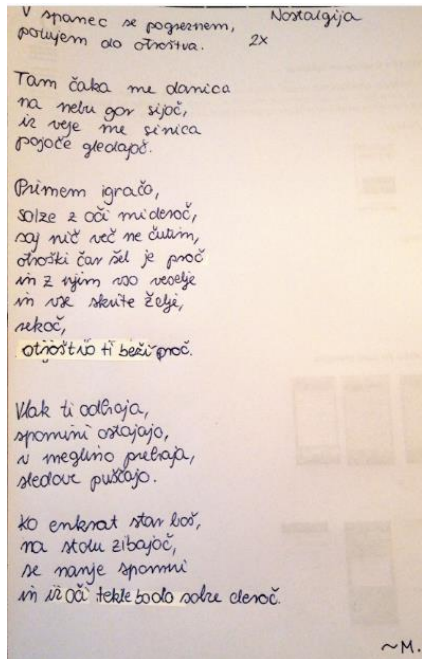 Nostalgija
V spanec se pogreznem,
potujem do otroštva. 2x
Tam čaka me danica
na nebu gor sijoč,
iz veje me sinica
pojoče gledajoč.
Primem igračo,
solze z oči mi deroč,
saj nič več ne čutim,
otroški čar šel je proč
in z njim vso veselje
in vse skrite želje,
rekoč,
otroštvo ti beži proč.
Vlak ti odhaja,
spomini ostajajo,
v meglino prehaja,
sledove puščajo.
Ko enkrat star boš,
na stolu zibajoč,
se nanje spomni
in iz oči tekle bodo solze deroč.
~M.